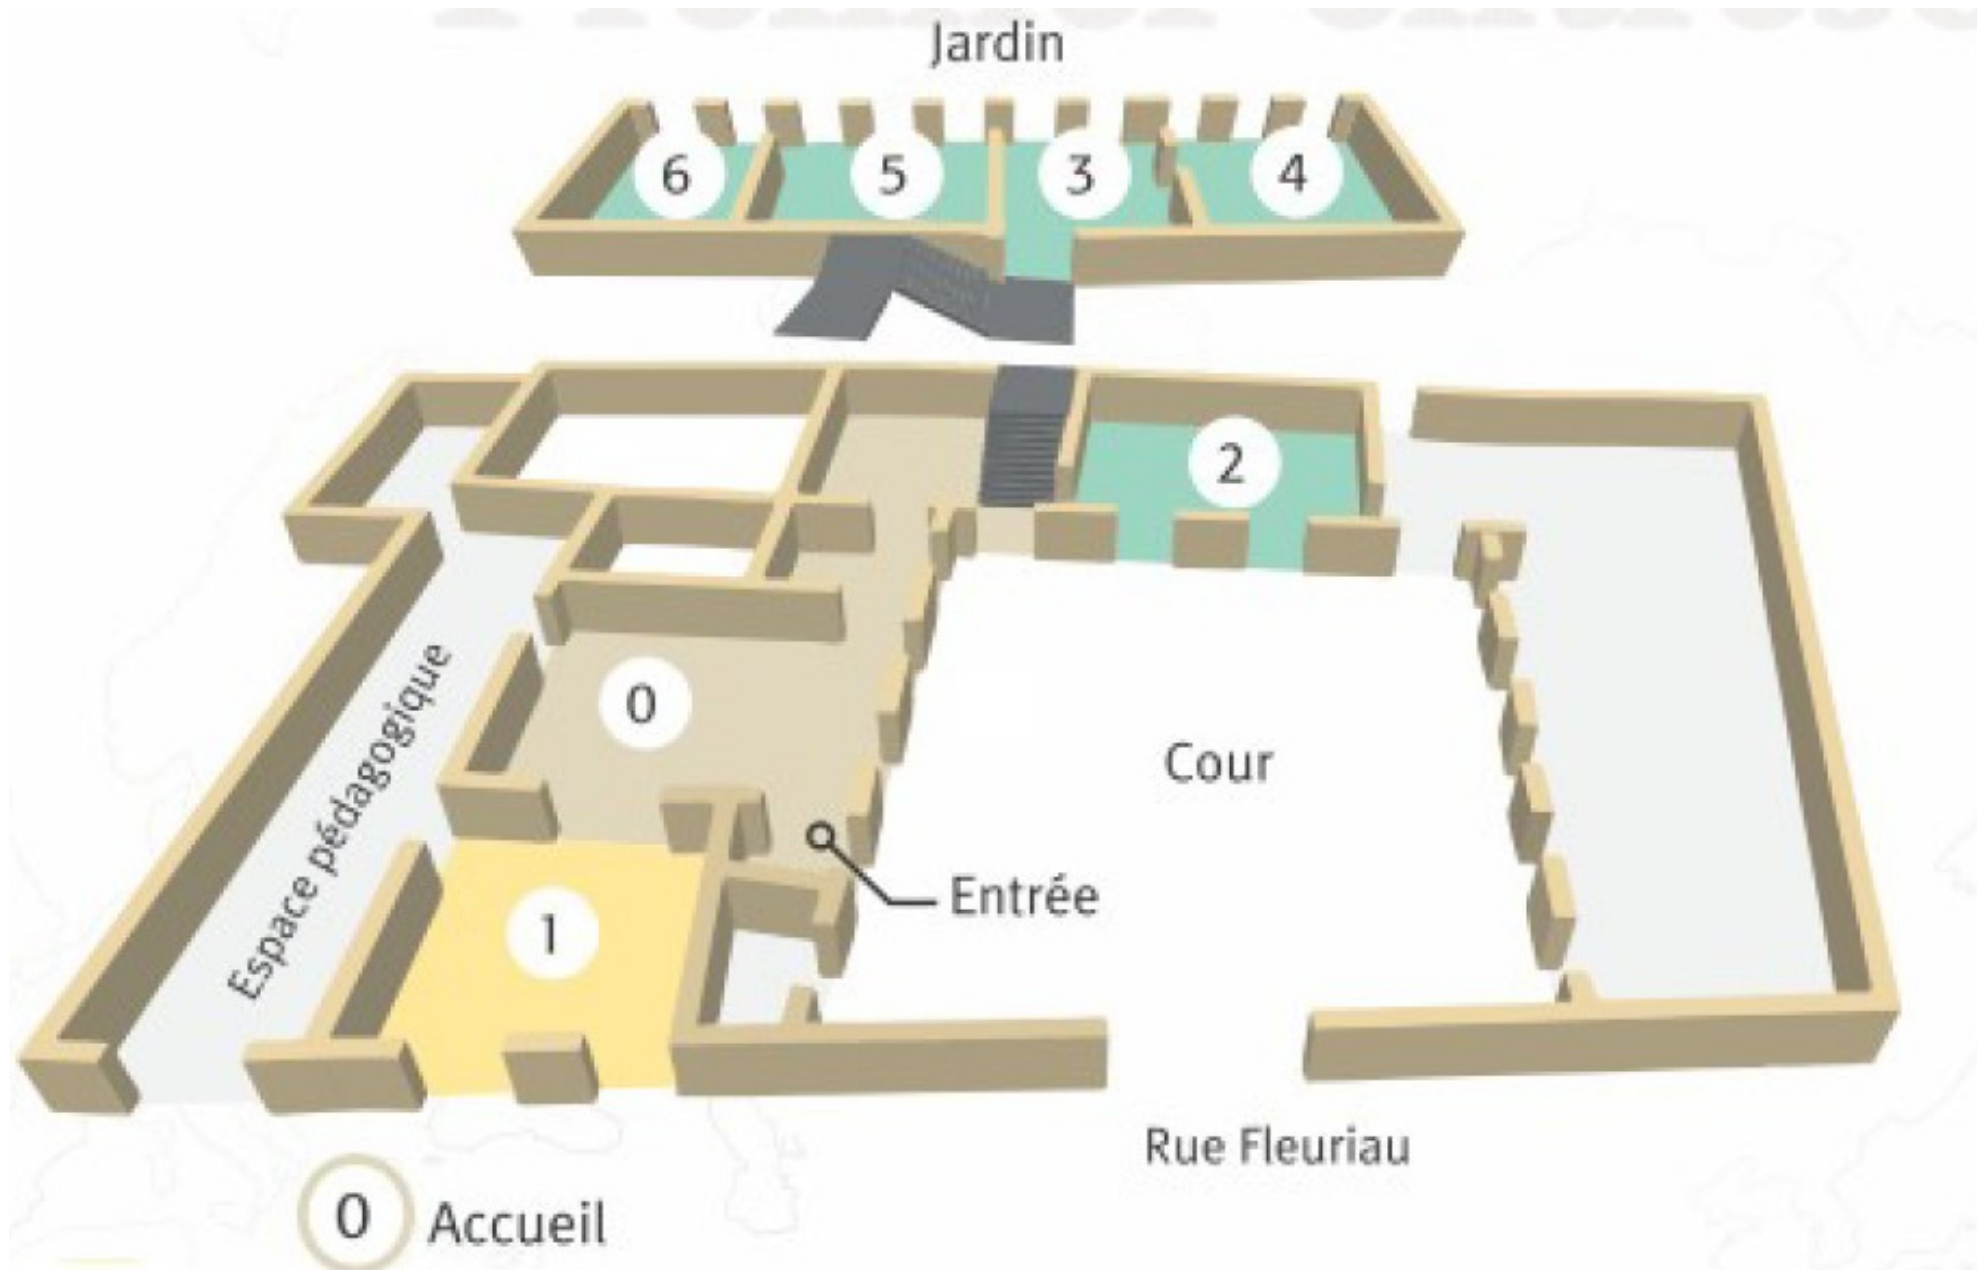 Jardin
6
5
3
4
2
0
Espace pédagogique
Cour
Entrée
1
Rue Fleuriau
0 Accueil